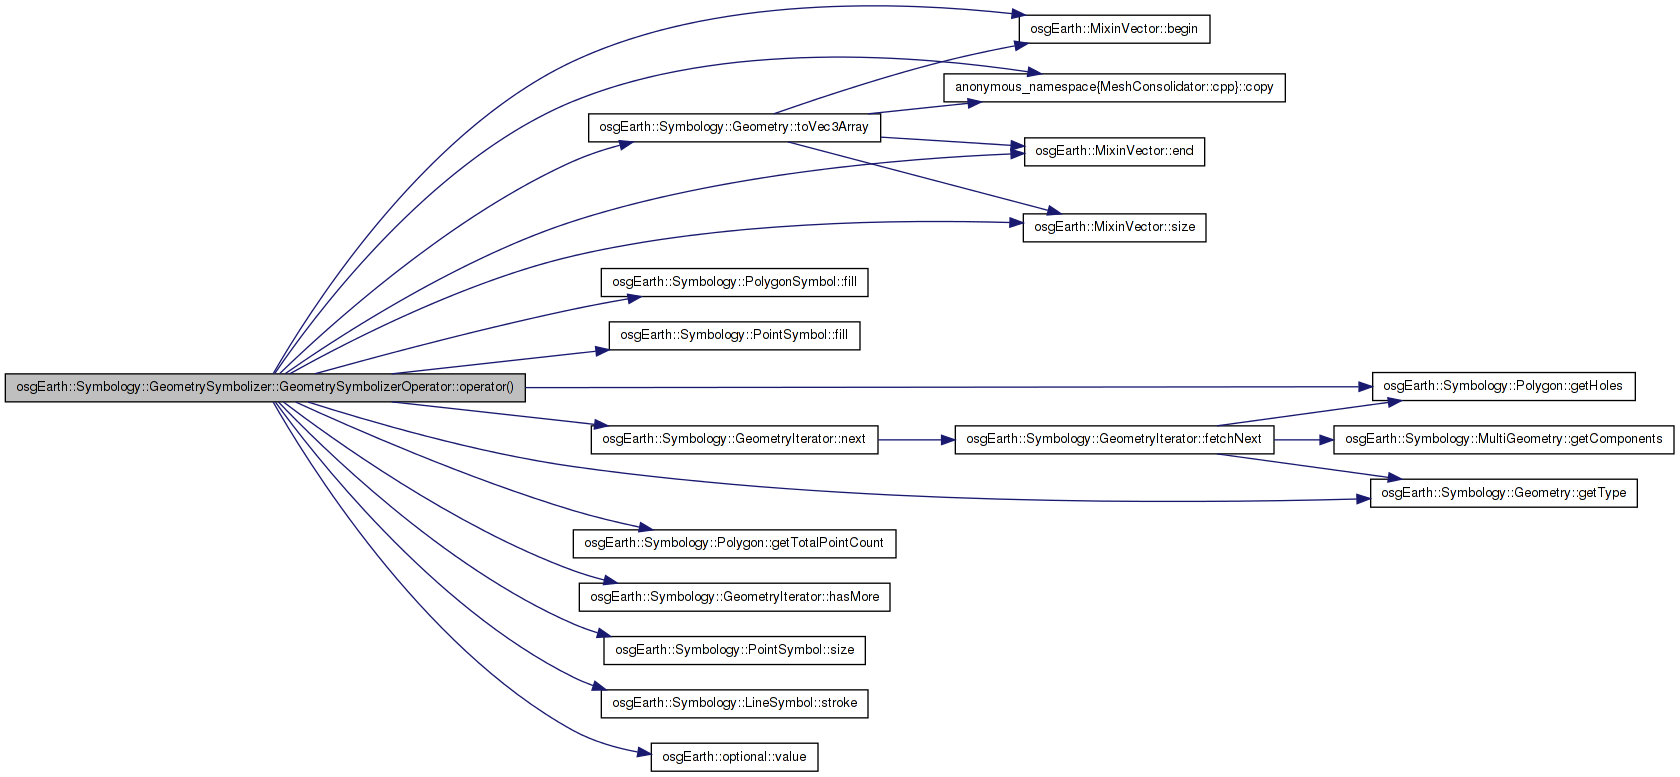 osgEarth::MixinVector::begin
anonymous_namespace{MeshConsolidator::cpp}::copy
osgEarth::Symbology::Geometry::toVec3Array
osgEarth::MixinVector::end
osgEarth::MixinVector::size
osgEarth::Symbology::PolygonSymbol::fill
osgEarth::Symbology::PointSymbol::fill
osgEarth::Symbology::GeometrySymbolizer::GeometrySymbolizerOperator::operator()
osgEarth::Symbology::Polygon::getHoles
osgEarth::Symbology::GeometryIterator::next
osgEarth::Symbology::GeometryIterator::fetchNext
osgEarth::Symbology::MultiGeometry::getComponents
osgEarth::Symbology::Geometry::getType
osgEarth::Symbology::Polygon::getTotalPointCount
osgEarth::Symbology::GeometryIterator::hasMore
osgEarth::Symbology::PointSymbol::size
osgEarth::Symbology::LineSymbol::stroke
osgEarth::optional::value